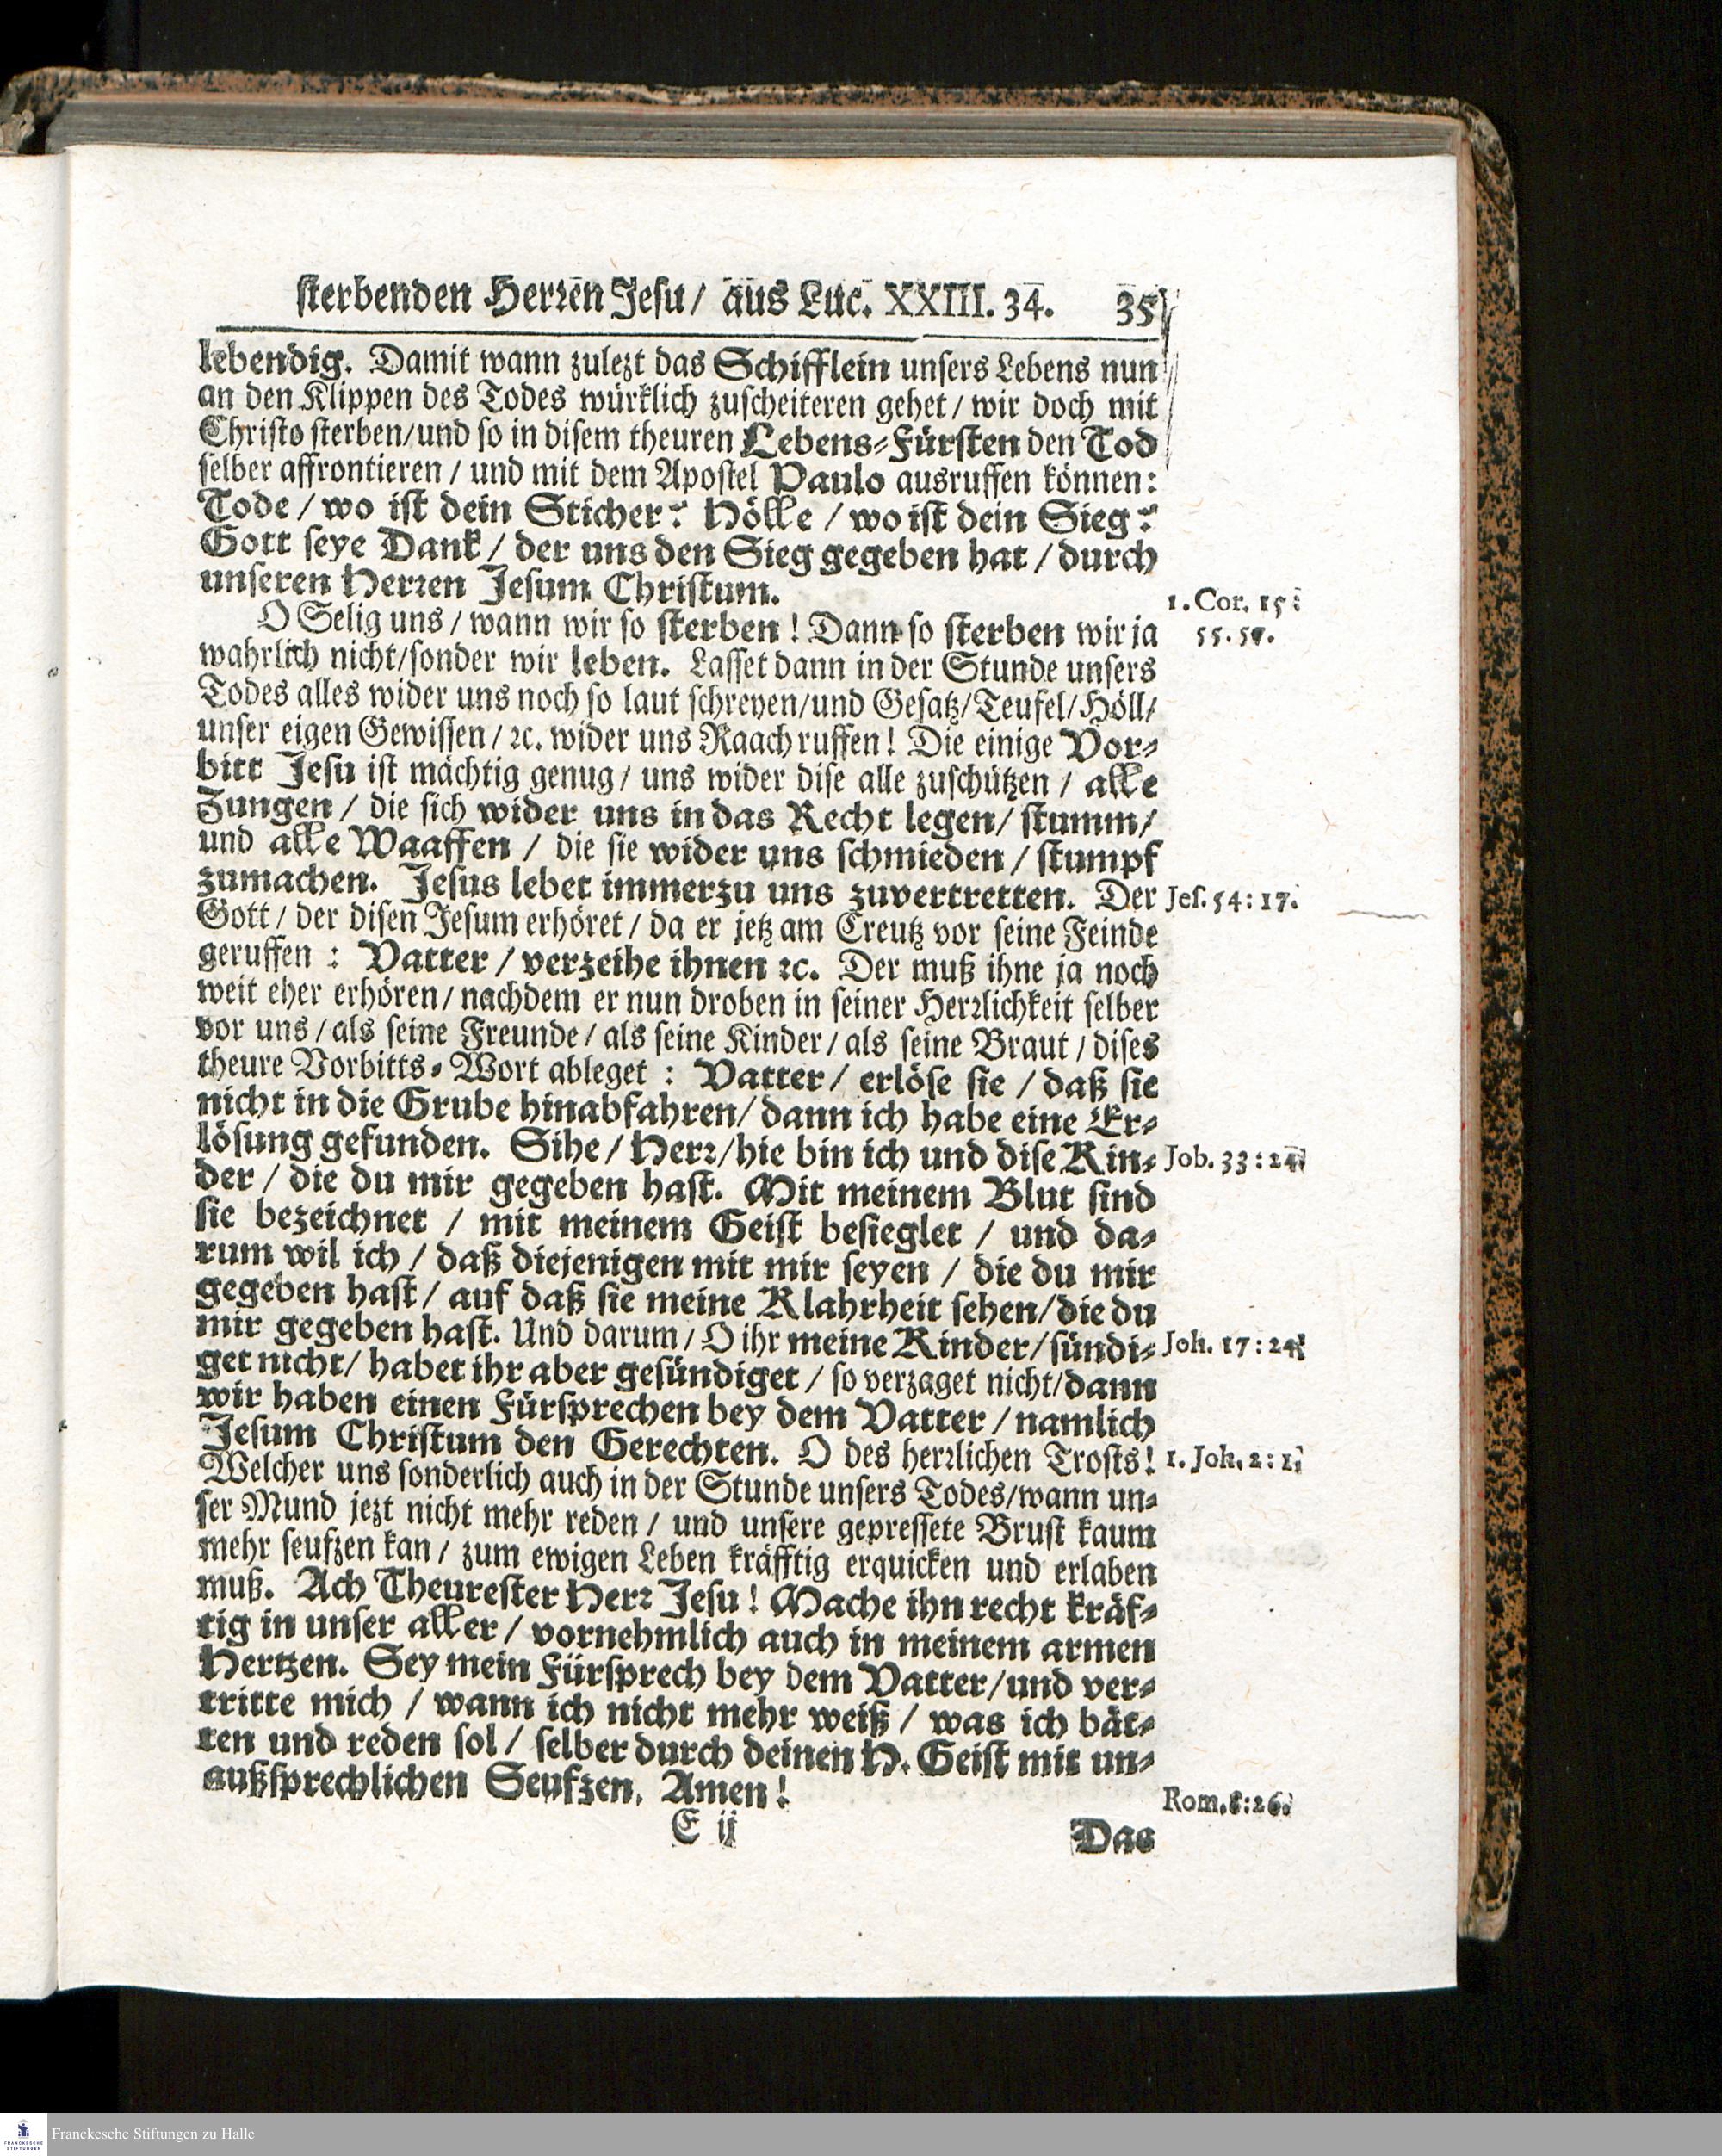 sterbenden Herren Jesu / aus Luc. XXIII. 34. 35
lebendig. Damit wann zulezt das Schifflein unsers Lebens nun
an den Klippen des Todes würklich zuscheiteren gehet / wir doch mit
Christo sterben / und so in disem theuren Lebens-Fürsten den Tod
selber affrontieren / und mit dem Apostel Paulo ausruffen können:
Tode / wo ist dein Sticher? Hölle / wo ist dein Sieg?
Gott seye Dank / der uns den Sieg gegeben hat / durch
unseren Herren Jesum Christum.
1. Cor. 15:
55. 57.
O Selig uns / wann wir so sterben! Dann so sterben wir ja
wahrlich nicht / sonder wir leben. Lasset dann in der Stunde unsers
Todes alles wider uns noch so laut schreyen / und Gesatz / Teufel / Höll /
unser eigen Gewissen / ꝛc. wider uns Raach ruffen! Die einige Vor-
bitt Jesu ist mächtig genug / uns wider dise alle zuschützen / alle
Zungen / die sich wider uns in das Recht legen / stumm /
und alle Waaffen / die sie wider uns schmieden / stumpf
zumachen. Jesus lebet immerzu uns zuvertretten. Der
Jes. 54: 17.
Gott / der disen Jesum erhöret / da er jetz am Creutz vor seine Feinde
geruffen: Vatter / verzeihe ihnen ꝛc. Der muß ihne ja noch
weit eher erhören / nachdem er nun droben in seiner Herrlichkeit selber
vor uns / als seine Freunde / als seine Kinder / als seine Braut / dises
theure Vorbitts-Wort ableget: Vatter / erlöse sie / daß sie
nicht in die Grube hinabfahren / dann ich habe eine Er-
lösung gefunden. Sihe / Herr / hie bin ich und dise Kin-
Job. 33: 24.
der / die du mir gegeben hast. Mit meinem Blut sind
sie bezeichnet / mit meinem Geist besieglet / und da-
rum wil ich / daß diejenigen mit mir seyen / die du mir
gegeben hast / auf daß sie meine Klahrheit sehen / die du
mir gegeben hast. Und darum / O ihr meine Kinder / sündi-
Joh. 17: 24.
get nicht / habet ihr aber gesündiget / so verzaget nicht / dann
wir haben einen Fürsprechen bey dem Vatter / namlich
Jesum Christum den Gerechten. O des herrlichen Trosts!
1. Joh. 2: 1.
Welcher uns sonderlich auch in der Stunde unsers Todes / wann un-
ser Mund jezt nicht mehr reden / und unsere gepressete Brust kaum
mehr seufzen kan / zum ewigen Leben kräfftig erquicken und erlaben
muß. Ach Theurester Herr Jesu! Mache ihn recht kräf-
tig in unser aller / vornehmlich auch in meinem armen
Hertzen. Sey mein Fürsprech bey dem Vatter / und ver-
tritte mich / wann ich nicht mehr weiß / was ich bät-
ten und reden sol / selber durch deinen H. Geist mit un-
außsprechlichen Seufzen. Amen!
Rom. 8: 26.
E ij
Das
FRANCKESCHE
STIFTUNGEN
Franckesche Stiftungen zu Halle